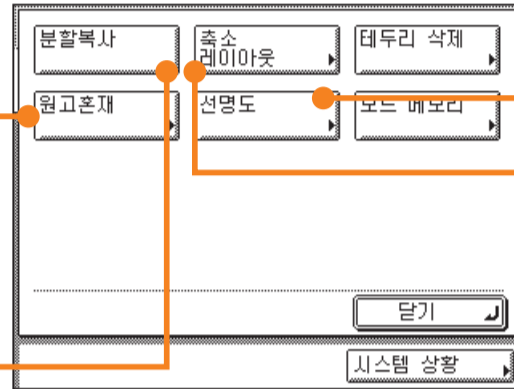 분할복사
축소
레이아웃
테두리 삭제
원고혼재
선명도
모드 메모리
닫기
시스템 상황